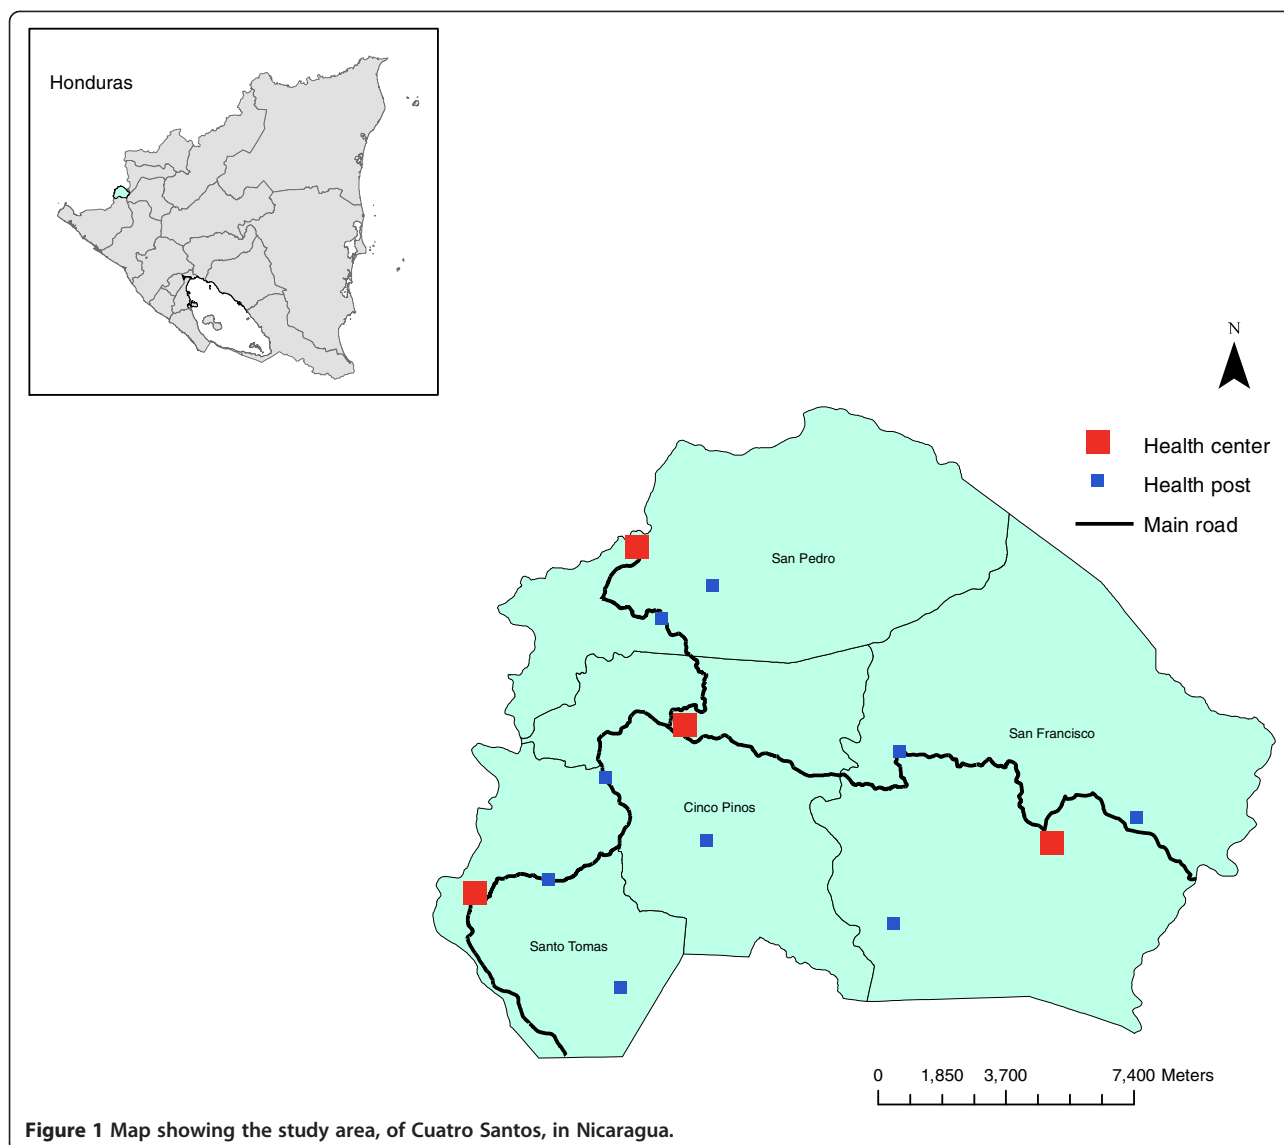 Honduras
N
Health center
Health post
Main road
San Pedro
San Francisco
Cinco Pinos
Santo Tomas
0 1,850 3,700 7,400 Meters
Figure 1 Map showing the study area, of Cuatro Santos, in Nicaragua.